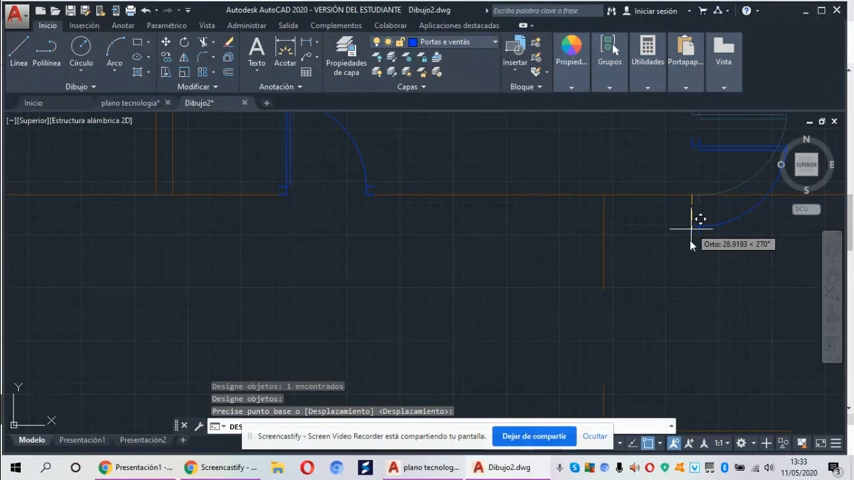 Autodesk AutoCAD 2020 - VERSIÓN DEL ESTUDIANTE Dibujo2.dwg
Escriba palabra clave o frase
Iniciar sesión
Inicio Inserción Anotar Paramétrico Vista Administrar Salida Complementos Colaborar Aplicaciones destacadas
Línea Polilínea Círculo Arco Texto Acotar Propiedades de capa Portas e ventás Insertar Propied... Grupos Utilidades Portapap... Vista
Dibujo Modificar Anotación Capas Bloque
Inicio plano tecnologia* Dibujo2*
[−][Superior][Estructura alámbrica 2D]
N
O SUPERIOR E
S
SCU
Orto: 28.9193 < 270°
Designe objetos: 1 encontrados
Designe objetos:
Precise punto base o [Desplazamiento] <Desplazamiento>:
Y
X
Screencastify - Screen Video Recorder está compartiendo tu pantalla. Dejar de compartir Ocultar
Modelo Presentación1 Presentación2
1:1
Presentación1 - ... Screencastify - ... plano tecnolog... Dibujo2.dwg
13:33
11/05/2020